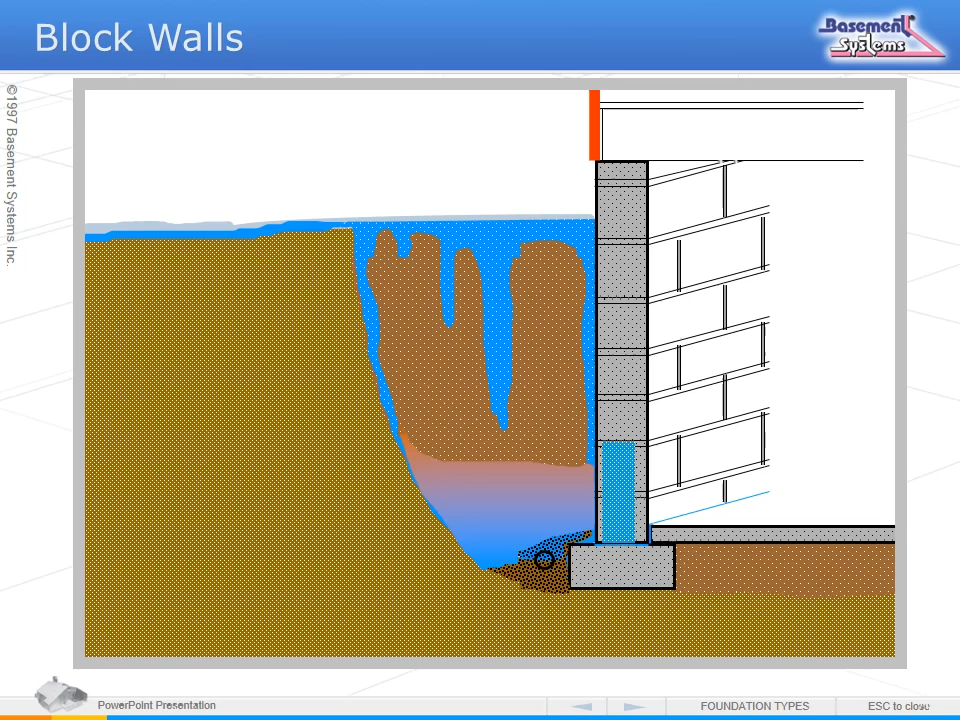 Block Walls
Basement
Systems
©1997 Basement Systems Inc.
PowerPoint Presentation
FOUNDATION TYPES
ESC to close